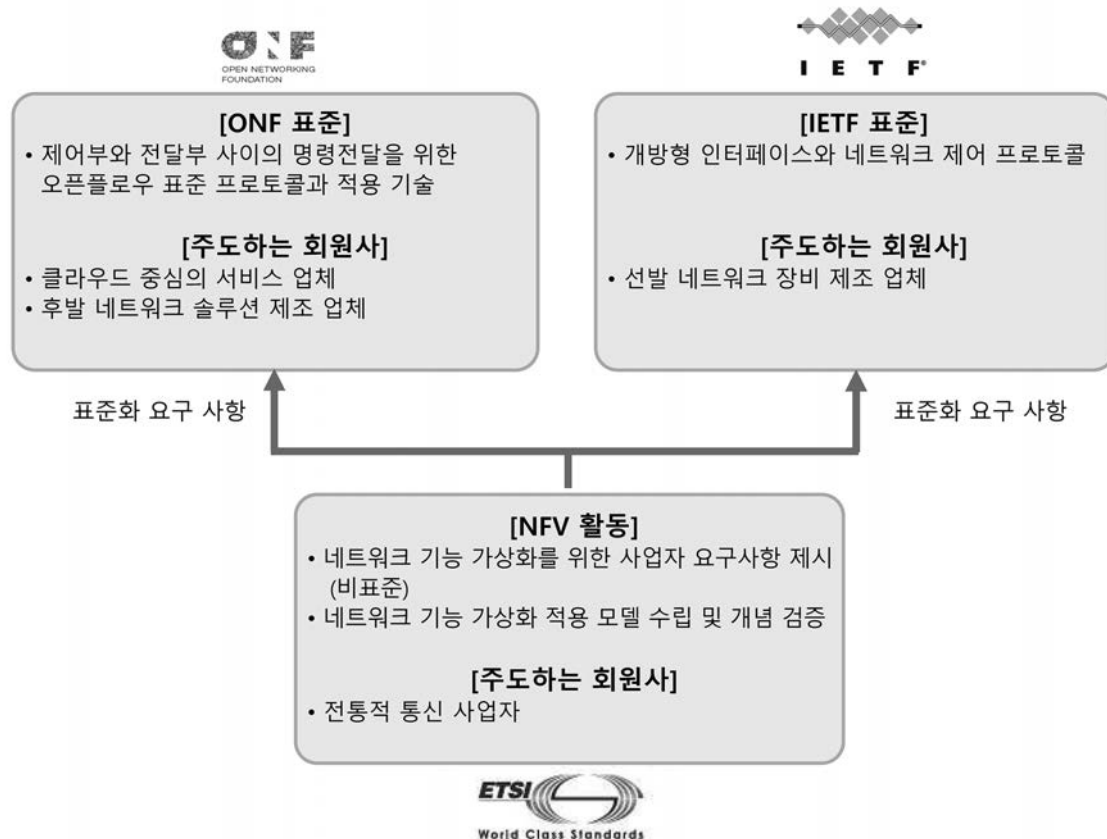 ONF
OPEN NETWORKING
FOUNDATION
[ONF 표준]
• 제어부와 전달부 사이의 명령전달을 위한
오픈플로우 표준 프로토콜과 적용 기술
[주도하는 회원사]
• 클라우드 중심의 서비스 업체
• 후발 네트워크 솔루션 제조 업체
I E T F®
[IETF 표준]
• 개방형 인터페이스와 네트워크 제어 프로토콜
[주도하는 회원사]
• 선발 네트워크 장비 제조 업체
표준화 요구 사항
표준화 요구 사항
[NFV 활동]
• 네트워크 기능 가상화를 위한 사업자 요구사항 제시
(비표준)
• 네트워크 기능 가상화 적용 모델 수립 및 개념 검증
[주도하는 회원사]
• 전통적 통신 사업자
ETSI
World Class Standards